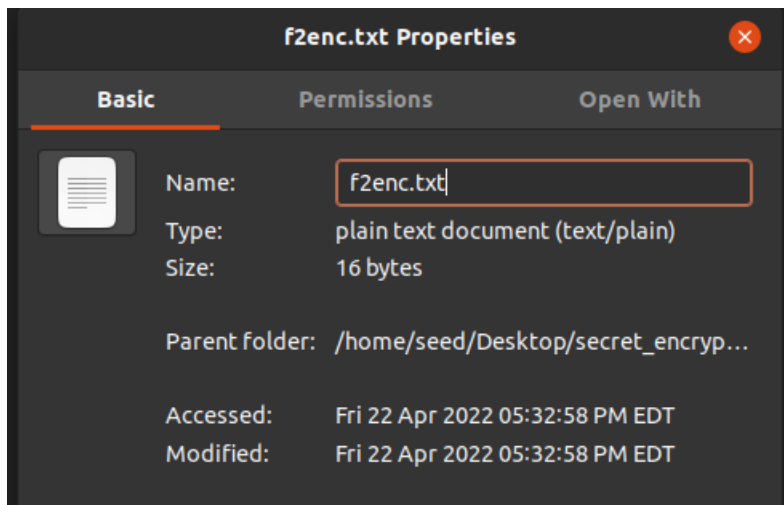 f2enc.txt Properties
Basic Permissions Open With
Name: f2enc.txt
Type: plain text document (text/plain)
Size: 16 bytes
Parent folder: /home/seed/Desktop/secret_encryp...
Accessed: Fri 22 Apr 2022 05:32:58 PM EDT
Modified: Fri 22 Apr 2022 05:32:58 PM EDT